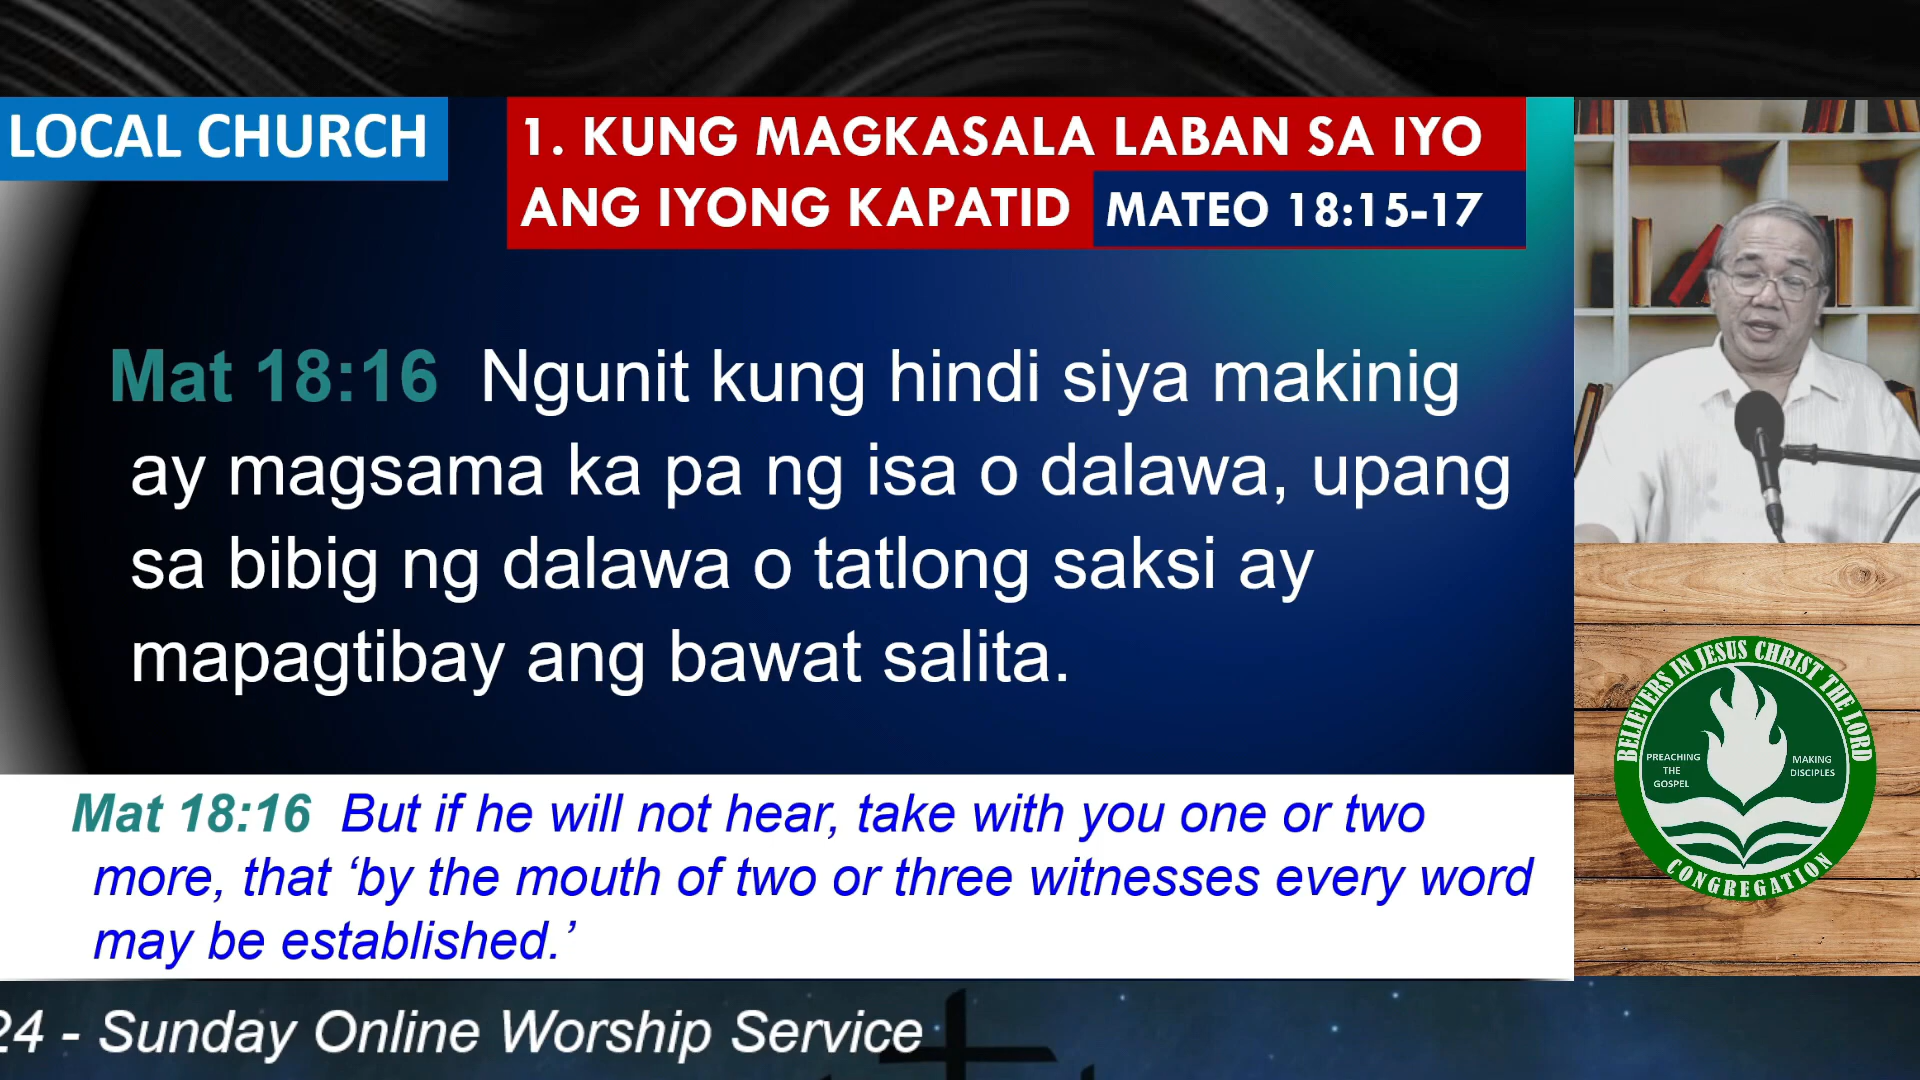 LOCAL CHURCH
1. KUNG MAGKASALA LABAN SA IYO
ANG IYONG KAPATID MATEO 18:15-17
Mat 18:16 Ngunit kung hindi siya makinig
ay magsama ka pa ng isa o dalawa, upang
sa bibig ng dalawa o tatlong saksi ay
mapagtibay ang bawat salita.
Mat 18:16 But if he will not hear, take with you one or two
more, that ‘by the mouth of two or three witnesses every word
may be established.’
24 - Sunday Online Worship Service
BELIEVERS IN JESUS CHRIST THE LORD
PREACHING
THE
GOSPEL
MAKING
DISCIPLES
CONGREGATION